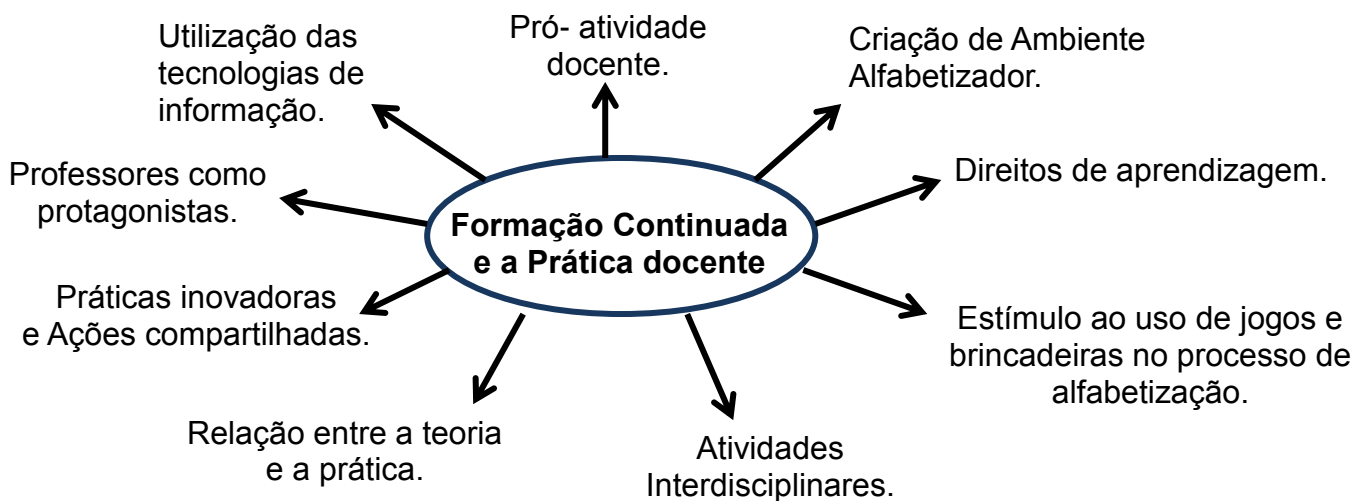 Utilização das
tecnologias de
informação.
Pró- atividade
docente.
Criação de Ambiente
Alfabetizador.
Professores como
protagonistas.
Direitos de aprendizagem.
Formação Continuada
e a Prática docente
Práticas inovadoras
e Ações compartilhadas.
Estímulo ao uso de jogos e
brincadeiras no processo de
alfabetização.
Relação entre a teoria
e a prática.
Atividades
Interdisciplinares.